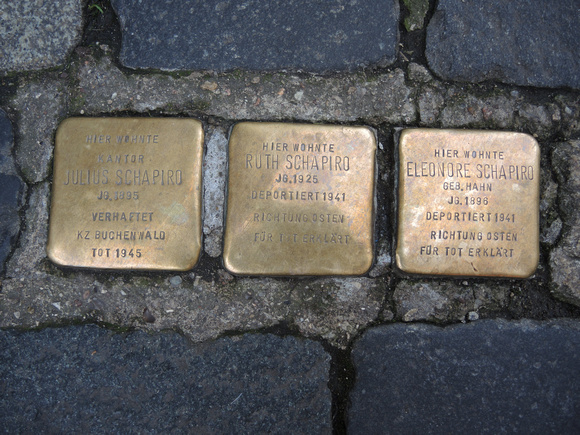 HIER WOHNTE
KANTOR
JULIUS SCHAPIRO
JG.1895
VERHAFTET
KZ BUCHENWALD
TOT 1945
HIER WOHNTE
RUTH SCHAPIRO
JG.1925
DEPORTIERT 1941
RICHTUNG OSTEN
FÜR TOT ERKLÄRT
HIER WOHNTE
ELEONORE SCHAPIRO
GEB. HAHN
JG.1896
DEPORTIERT 1941
RICHTUNG OSTEN
FÜR TOT ERKLÄRT